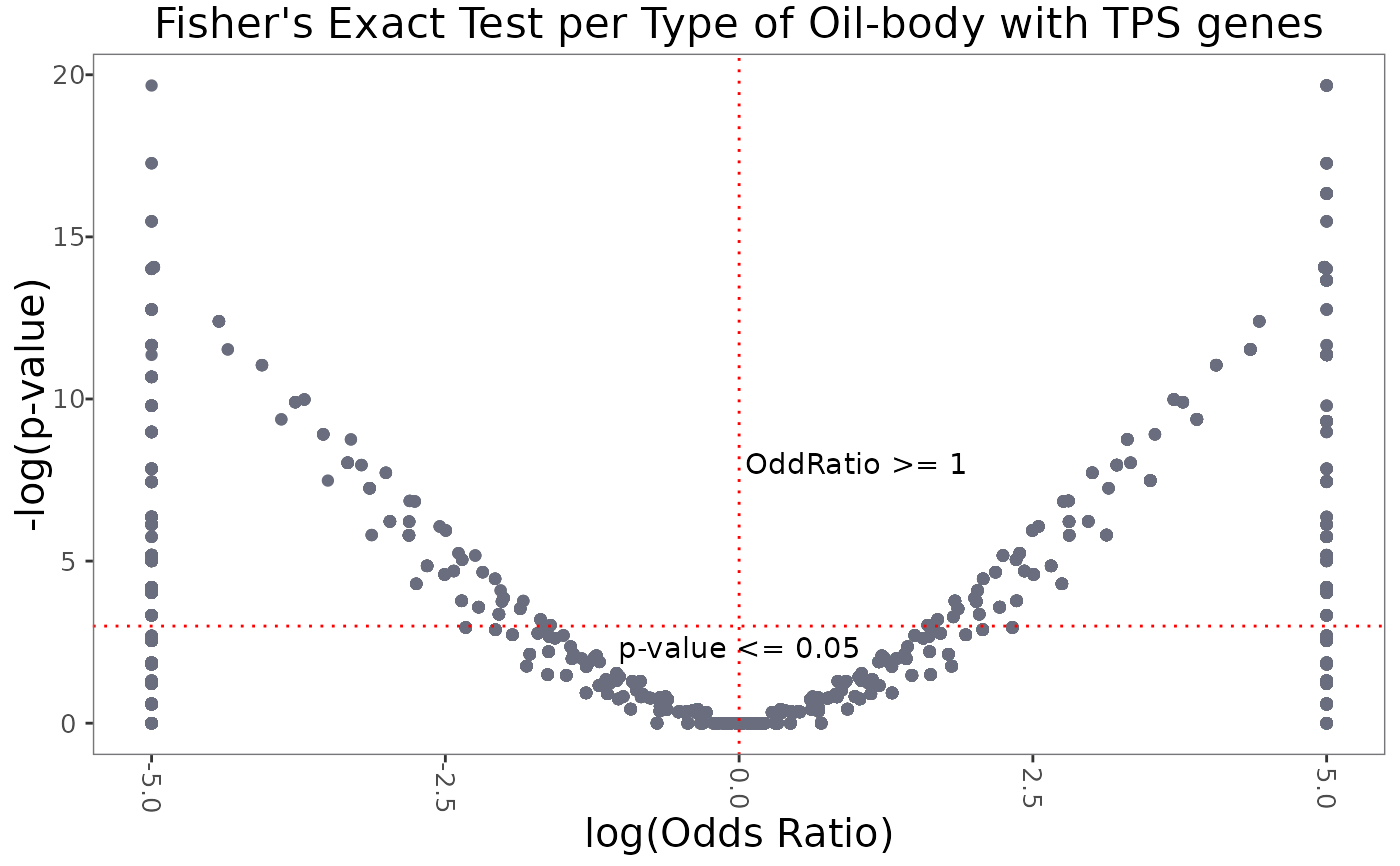 Fisher's Exact Test per Type of Oil-body with TPS genes
-log(p-value)
20
15
10
5
0
OddRatio >= 1
p-value <= 0.05
-5.0
-2.5
0.0
2.5
5.0
log(Odds Ratio)